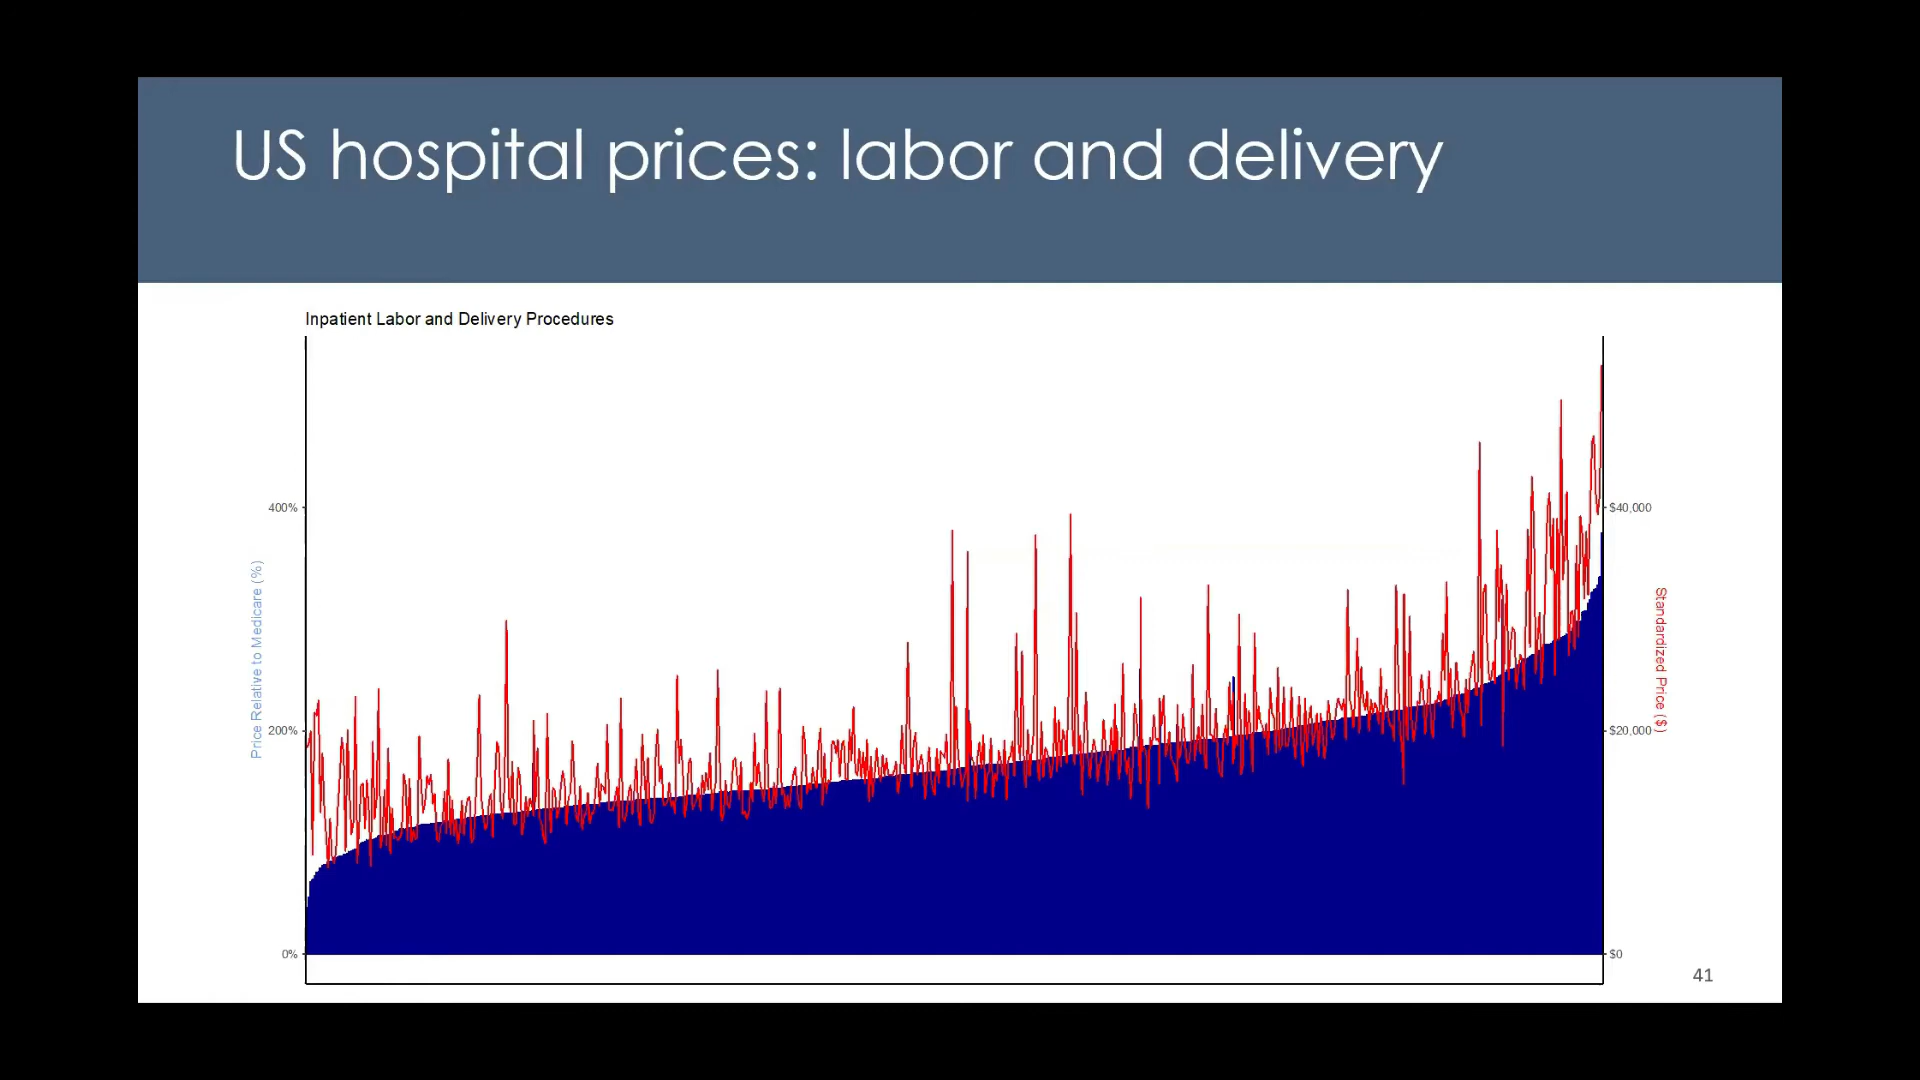 US hospital prices: labor and delivery
Inpatient Labor and Delivery Procedures
400%
200%
0%
Price Relative to Medicare (%)
$40,000
$20,000
$0
Standardized Price ($)
41